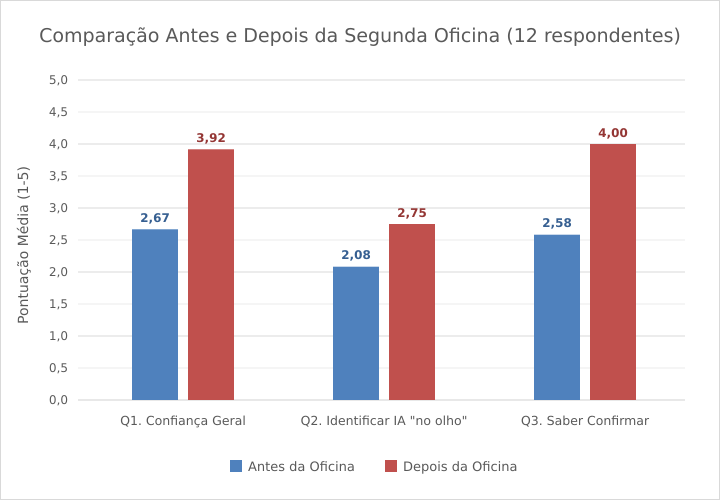 Comparação Antes e Depois da Segunda Oficina (12 respondentes)
Pontuação Média (1-5)
5,0
4,5
4,0
3,5
3,0
2,5
2,0
1,5
1,0
0,5
0,0
2,67
3,92
2,08
2,75
2,58
4,00
Q1. Confiança Geral
Q2. Identificar IA "no olho"
Q3. Saber Confirmar
Antes da Oficina
Depois da Oficina